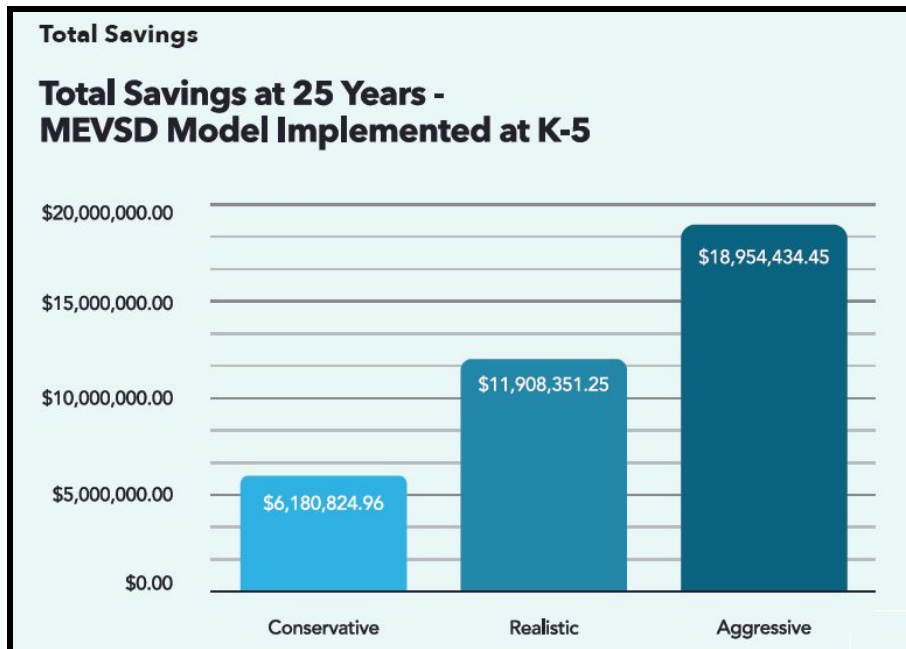 Total Savings
Total Savings at 25 Years -
MEVSD Model Implemented at K-5
$20,000,000.00
$18,954,434.45
$15,000,000.00
$11,908,351.25
$10,000,000.00
$5,000,000.00
$6,180,824.96
$0.00
Conservative Realistic Aggressive